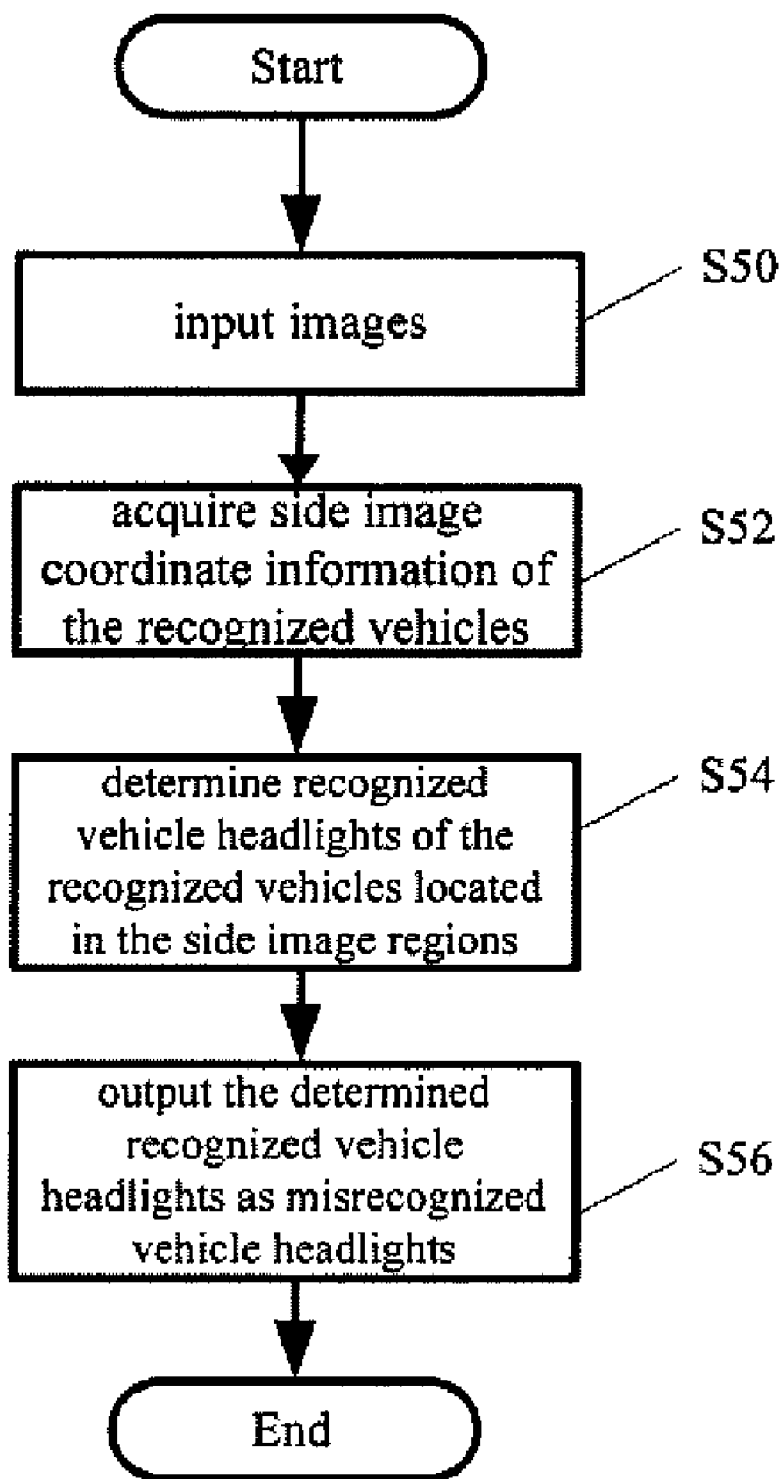 Start
input images
S50
acquire side image
coordinate information of
the recognized vehicles
S52
determine recognized
vehicle headlights of the
recognized vehicles located
in the side image regions
S54
output the determined
recognized vehicle
headlights as misrecognized
vehicle headlights
S56
End